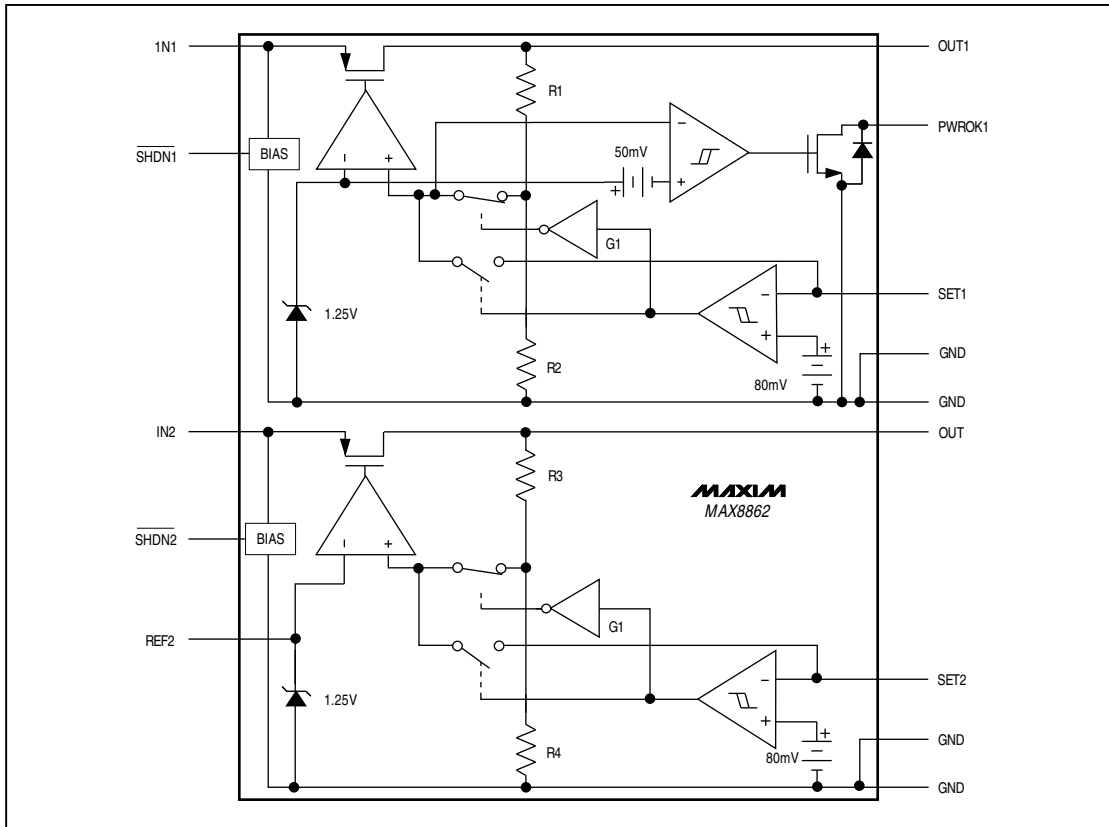 1N1
OUT1
R1
PWROK1
SHDN1
BIAS
50mV
−
+
− +
+
G1
−
SET1
1.25V
+
+
R2
GND
80mV
GND
IN2
OUT
R3
MAXIM
MAX8862
SHDN2
BIAS
− +
G1
REF2
−
SET2
1.25V
+
+
R4
GND
80mV
GND